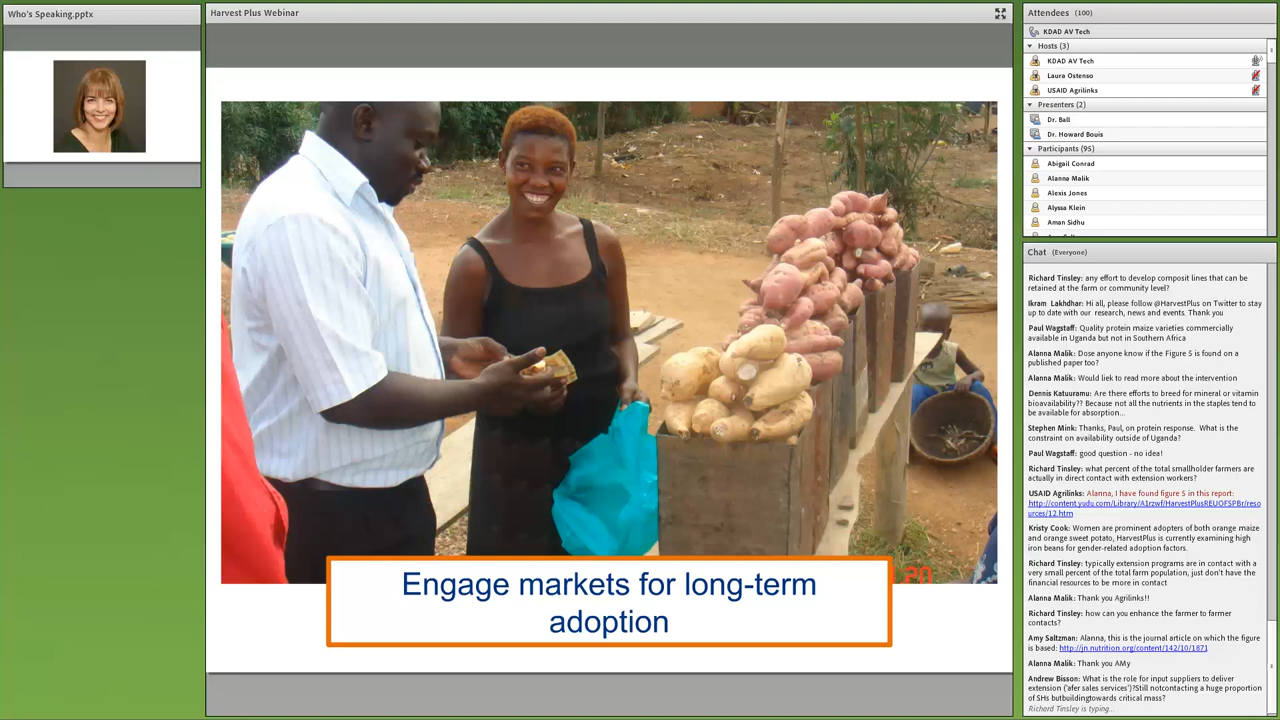 Who's Speaking.pptx
Harvest Plus Webinar
20
Engage markets for long-term
adoption
Attendees (100)
KDAD AV Tech
Hosts (3)
KDAD AV Tech
Laura Ostenso
USAID Agrilinks
Presenters (2)
Dr. Ball
Dr. Howard Bouis
Participants (95)
Abigail Conrad
Alanna Malik
Alexis Jones
Alyssa Klein
Aman Sidhu
Chat (Everyone)
Richard Tinsley: any effort to develop composit lines that can be
retained at the farm or community level?
Ikram Lakhdhar: Hi all, please follow @HarvestPlus on Twitter to stay
up to date with our research, news and events. Thank you
Paul Wagstaff: Quality protein maize varieties commercially
available in Uganda but not in Southern Africa
Alanna Malik: Dose anyone know if the Figure 5 is found on a
published paper too?
Alanna Malik: Would liek to read more about the intervention
Dennis Katuuramu: Are there efforts to breed for mineral or vitamin
bioavailability?? Because not all the nutrients in the staples tend to
be available for absorption...
Stephen Mink: Thanks, Paul, on protein response. What is the
constraint on availability outside of Uganda?
Paul Wagstaff: good question - no idea!
Richard Tinsley: what percent of the total smallholder farmers are
actually in direct contact with extension workers?
USAID Agrilinks: Alanna, I have found figure 5 in this report:
http://content.yudu.com/Library/A1rzwf/HarvestPlusREUOFSPBr/reso
urces/12.htm
Kristy Cook: Women are prominent adopters of both orange maize
and orange sweet potato, HarvestPlus is currently examining high
iron beans for gender-related adoption factors.
Richard Tinsley: typically extension programs are in contact with a
very small percent of the total farm population, just don't have the
financial resources to be more in contact
Alanna Malik: Thank you Agrilinks!!
Richard Tinsley: how can you enhance the farmer to farmer
contacts?
Amy Saltzman: Alanna, this is the journal article on which the figure
is based: http://jn.nutrition.org/content/142/10/1871
Alanna Malik: Thank you AMy
Andrew Bisson: What is the role for input suppliers to deliver
extension ('afer sales services')?Still notcontacting a huge proportion
of SHs butbuildingtowards critical mass?
Richard Tinsley is typing...